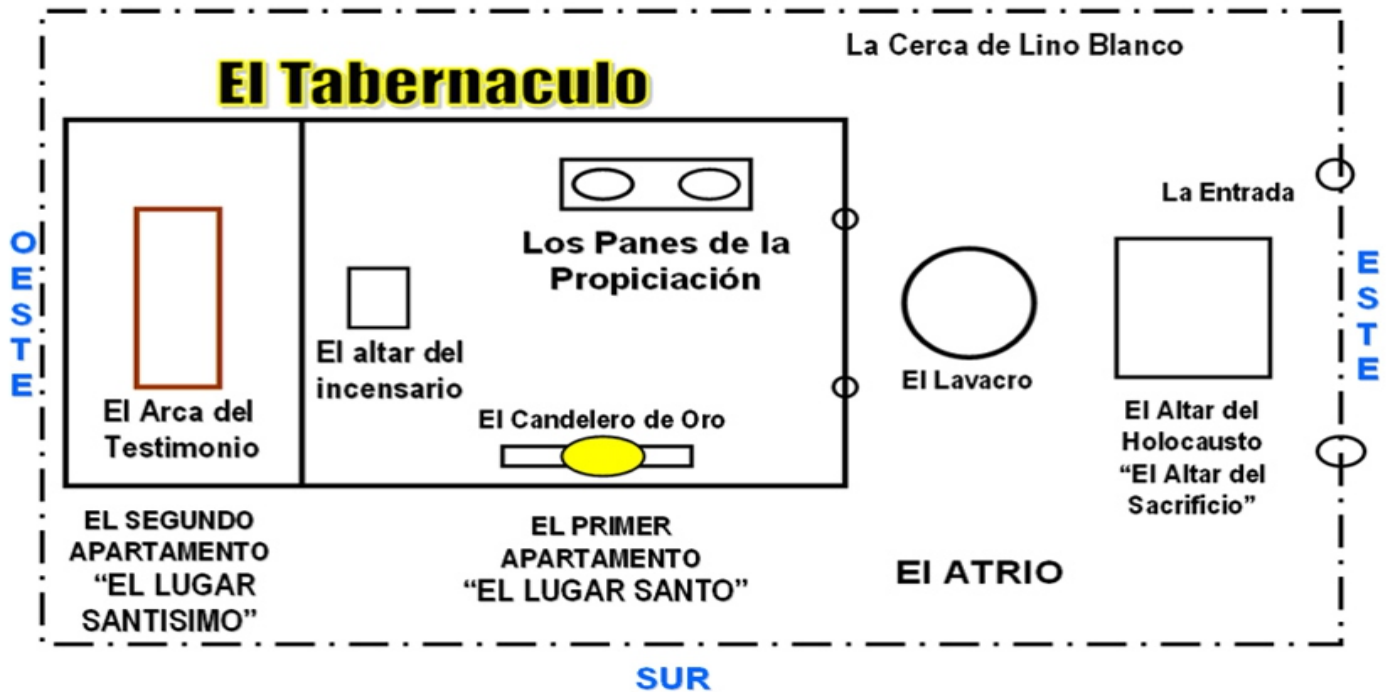 La Cerca de Lino Blanco
El Tabernaculo
La Entrada
OESTE
ESTE
Los Panes de la
Propiciación
El altar del
incensario
El Lavacro
El Arca del
Testimonio
El Candelero de Oro
El Altar del
Holocausto
“El Altar del
Sacrificio”
EL SEGUNDO
APARTAMENTO
“EL LUGAR
SANTISIMO”
EL PRIMER
APARTAMENTO
“EL LUGAR SANTO”
El ATRIO
SUR